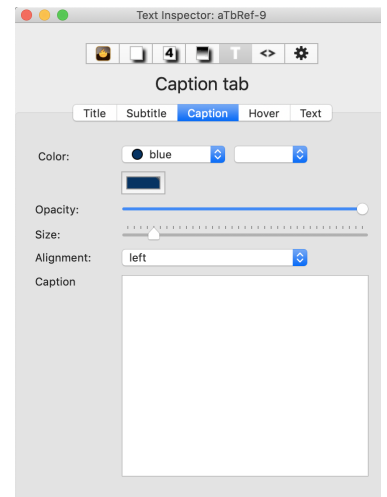 Text Inspector: aTbRef-9
4 T <>
Caption tab
Title Subtitle Caption Hover Text
Color: blue
Opacity:
Size:
Alignment: left
Caption